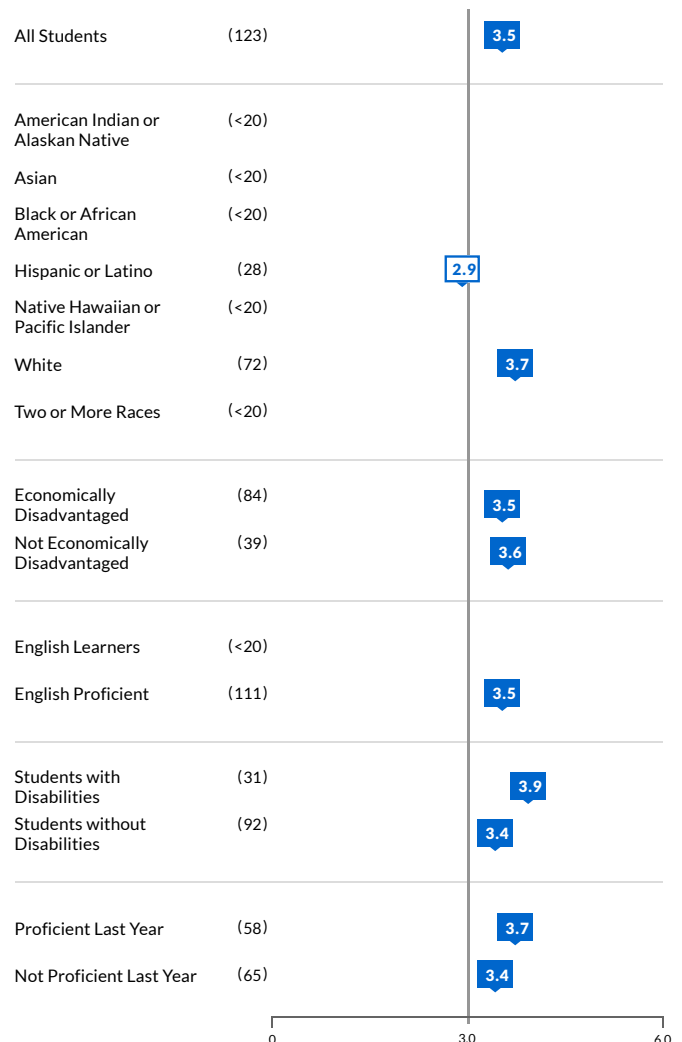 All Students (123) 3.5
American Indian or (<20)
Alaskan Native
Asian (<20)
Black or African (<20)
American
Hispanic or Latino (28) 2.9
Native Hawaiian or (<20)
Pacific Islander
White (72) 3.7
Two or More Races (<20)
Economically (84) 3.5
Disadvantaged
Not Economically (39) 3.6
Disadvantaged
English Learners (<20)
English Proficient (111) 3.5
Students with (31) 3.9
Disabilities
Students without (92) 3.4
Disabilities
Proficient Last Year (58) 3.7
Not Proficient Last Year (65) 3.4
0 3.0 6.0